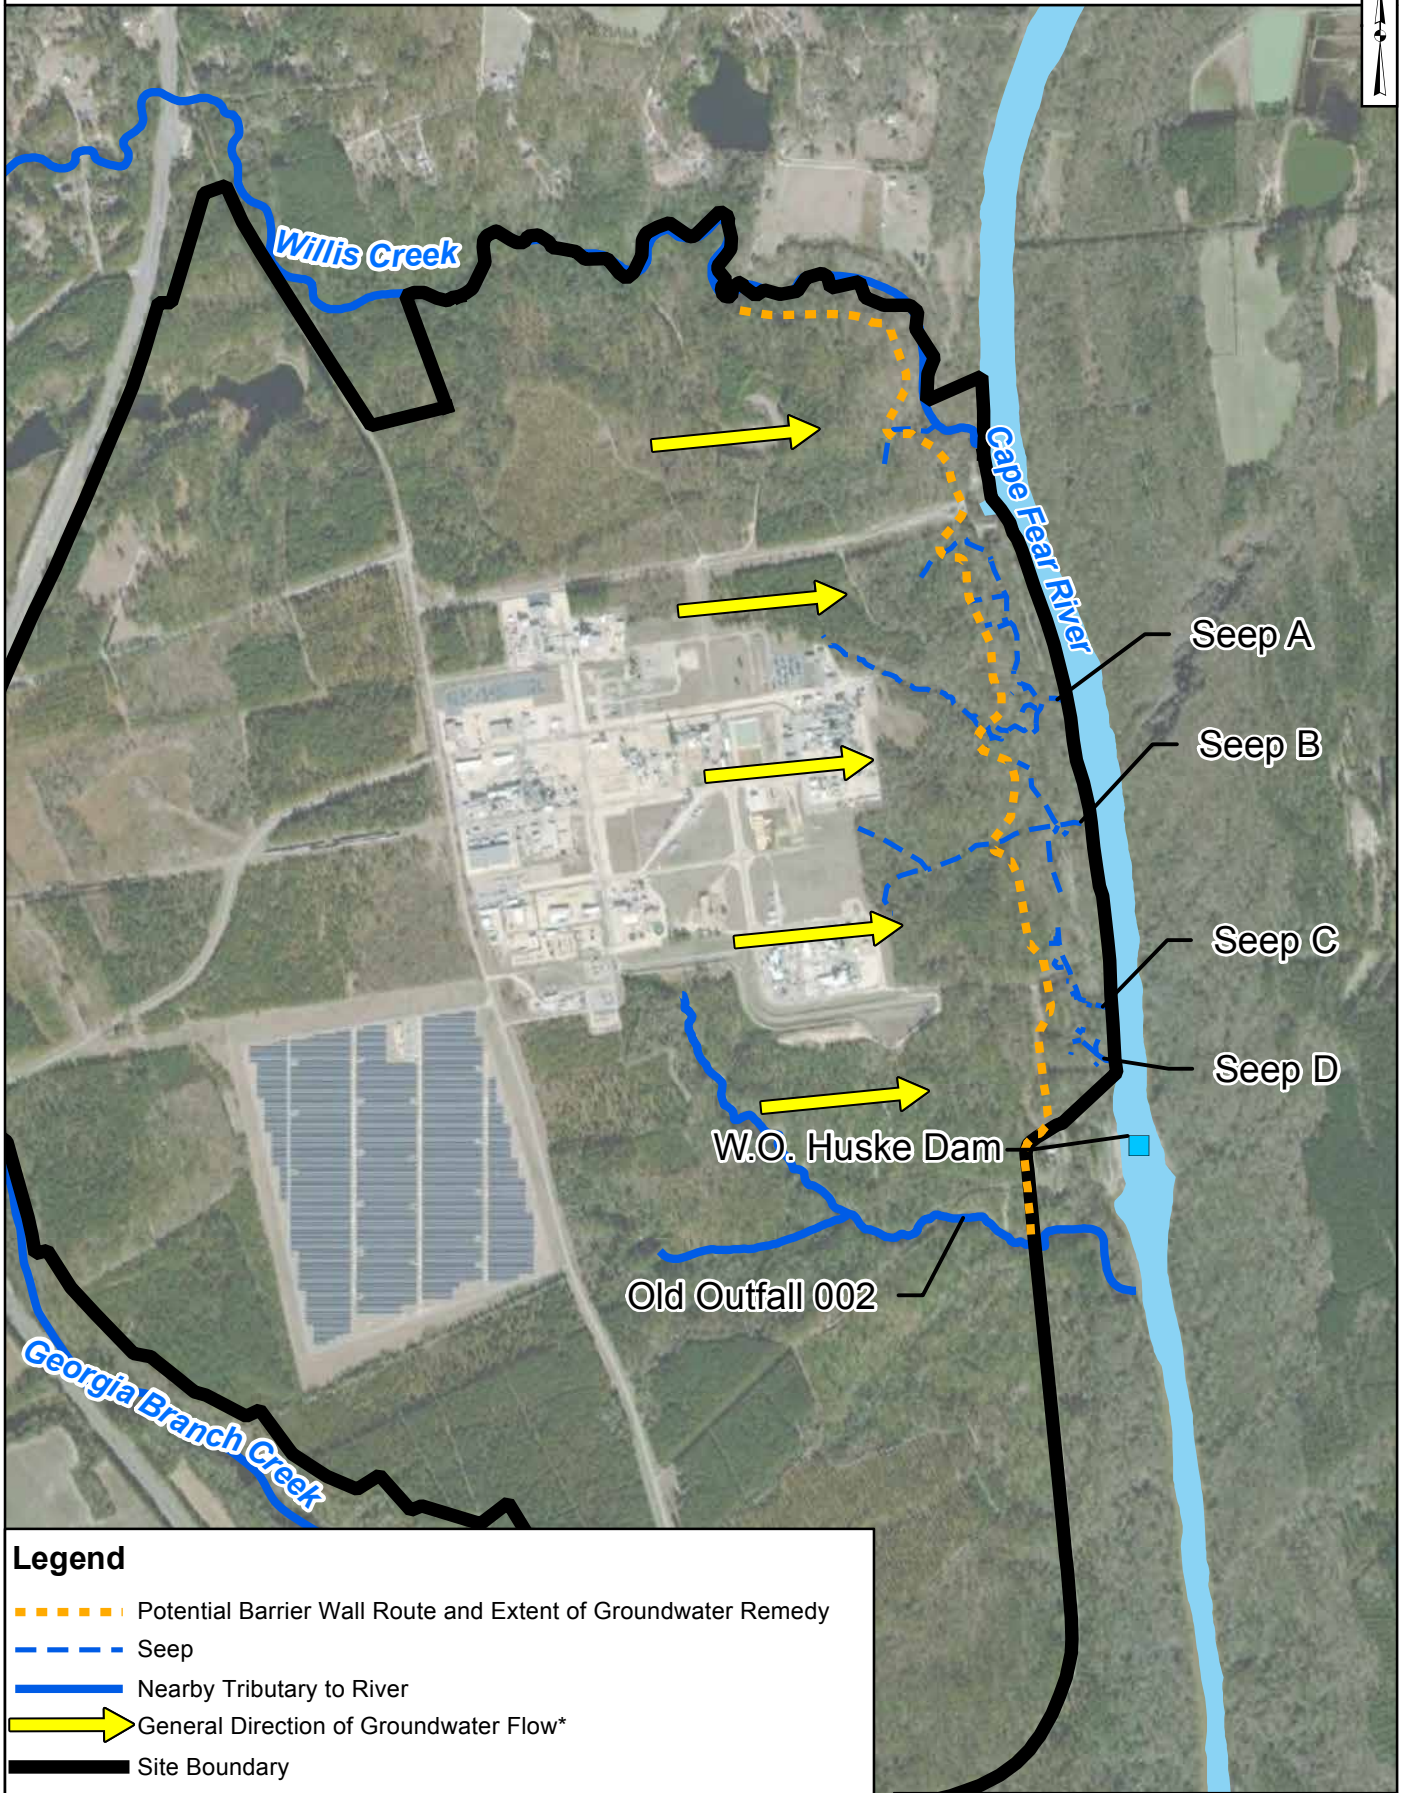 Willis Creek
Cape Fear River
Seep A
Seep B
Seep C
Seep D
W.O. Huske Dam
Old Outfall 002
Georgia Branch Creek
Legend
Potential Barrier Wall Route and Extent of Groundwater Remedy
Seep
Nearby Tributary to River
General Direction of Groundwater Flow*
Site Boundary